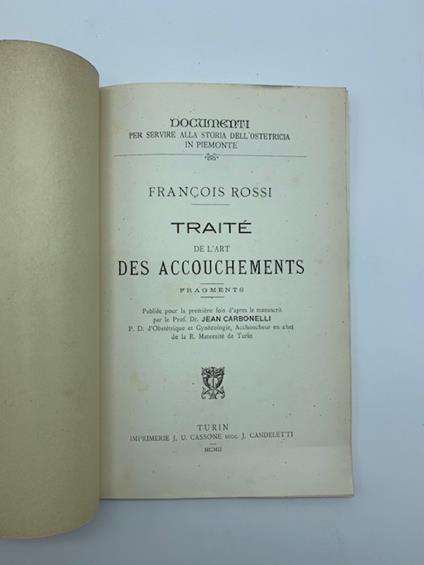 DOCUMENTI
PER SERVIRE ALLA STORIA DELL'OSTETRICIA
IN PIEMONTE
FRANÇOIS ROSSI
TRAITÉ
DE L'ART
DES ACCOUCHEMENTS
FRAGMENTS
Publiée pour la première fois d'après le manuscrit
par le Prof. Dr. JEAN CARBONELLI
P. D. d'Obstétrique et Gynécologie, Accoucheur en chef
de la R. Maternité de Turin
TURIN
IMPRIMERIE J. U. CASSONE succ. J. CANDELETTI
MCMII